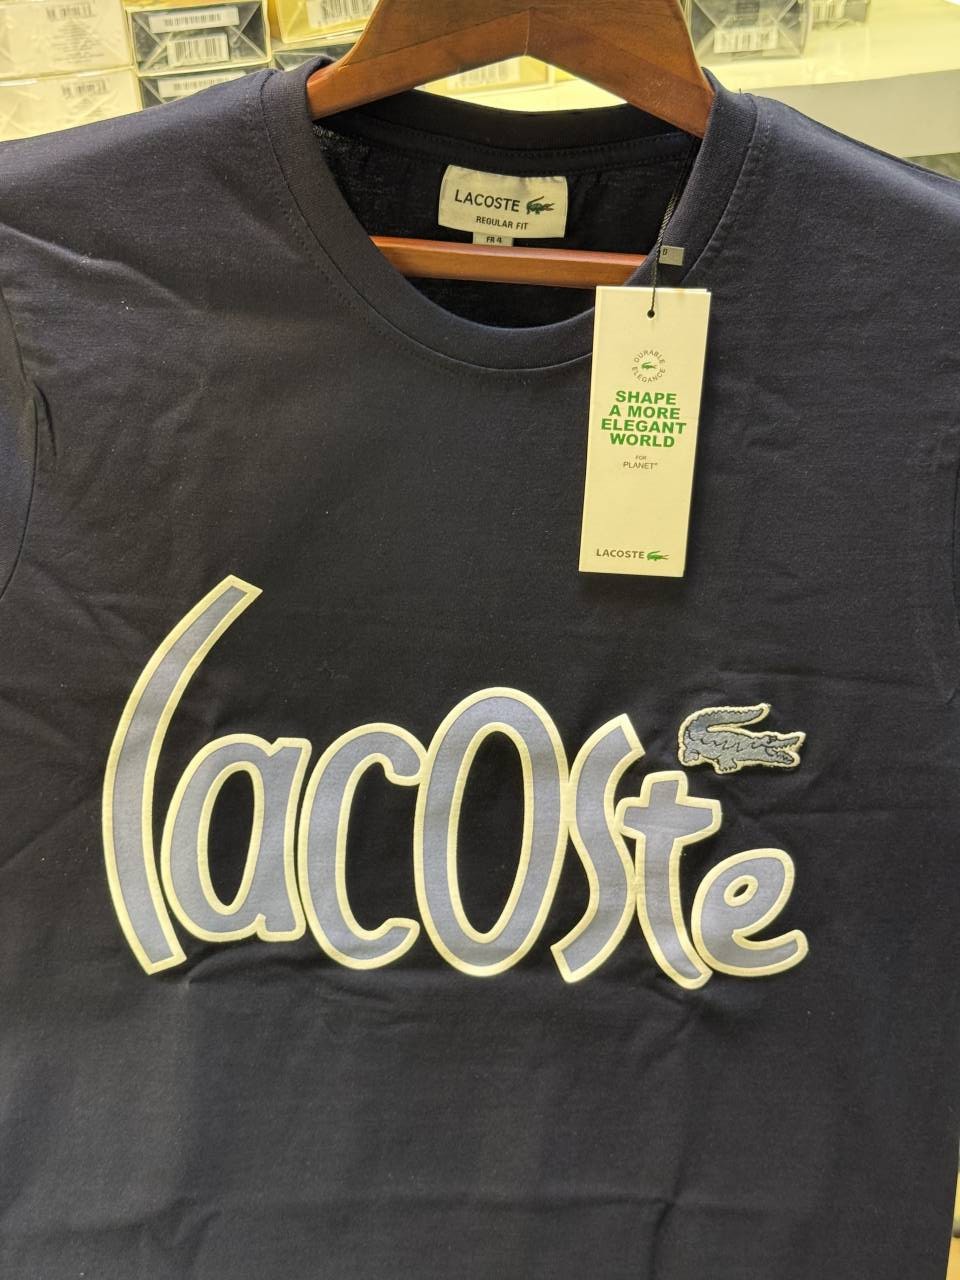 LACOSTE
REGULAR FIT
FR 4
DURABLE
ELEGANCE
SHAPE
A MORE
ELEGANT
WORLD
FOR
PLANET
LACOSTE
lacoste